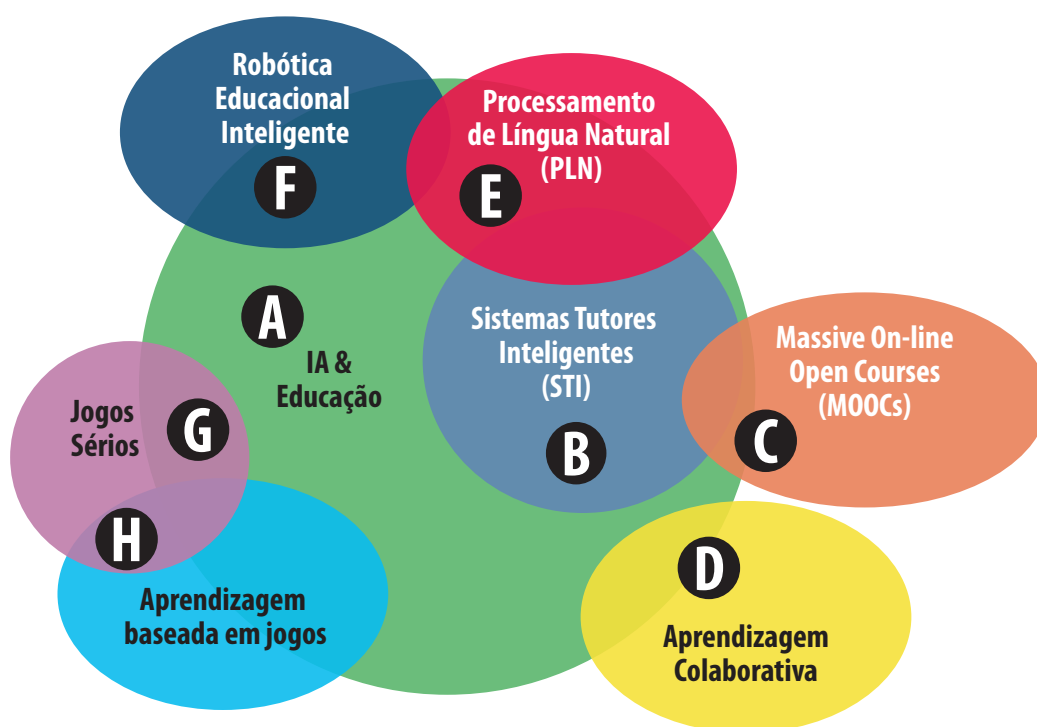 Robótica
Educacional
Inteligente
F
Processamento
de Língua Natural
(PLN)
E
A
IA &
Educação
Sistemas Tutores
Inteligentes
(STI)
B
Massive On-line
Open Courses
(MOOCs)
C
Jogos
Sérios
G
H
Aprendizagem
baseada em jogos
D
Aprendizagem
Colaborativa